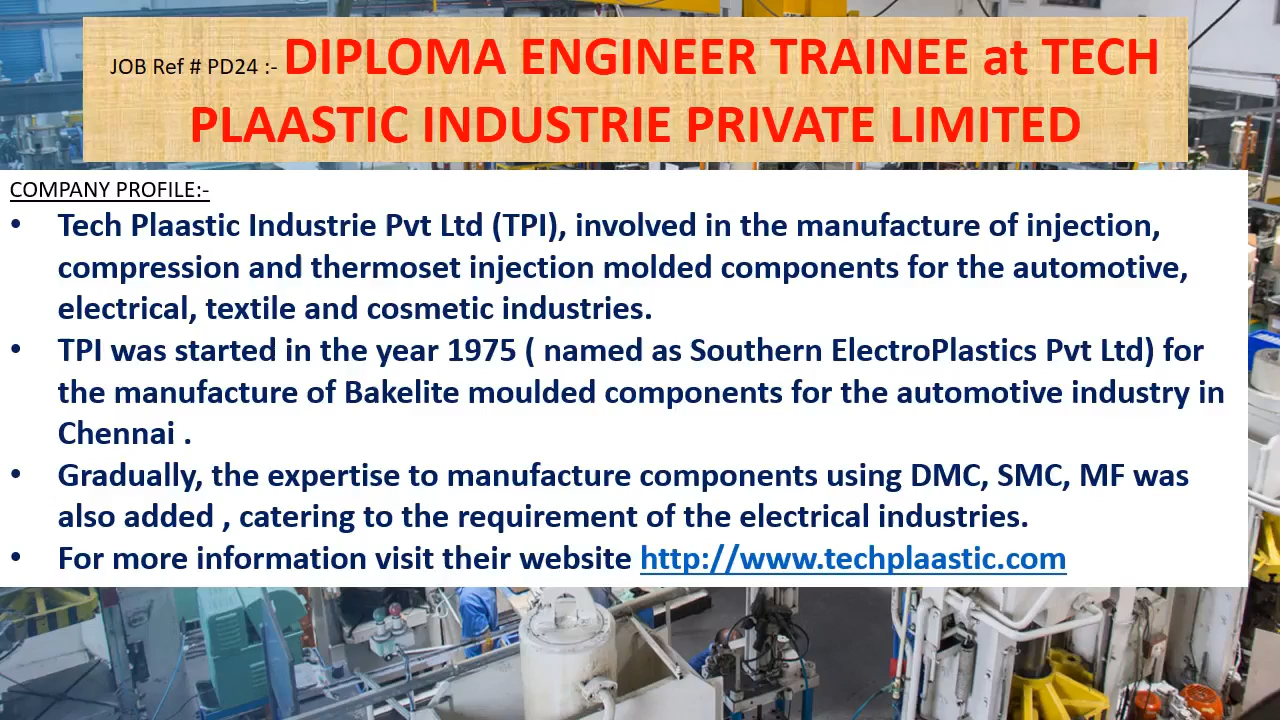 JOB Ref # PD24 :- DIPLOMA ENGINEER TRAINEE at TECH
PLAASTIC INDUSTRIE PRIVATE LIMITED
COMPANY PROFILE:-
• Tech Plaastic Industrie Pvt Ltd (TPI), involved in the manufacture of injection,
compression and thermoset injection molded components for the automotive,
electrical, textile and cosmetic industries.
• TPI was started in the year 1975 ( named as Southern ElectroPlastics Pvt Ltd) for
the manufacture of Bakelite moulded components for the automotive industry in
Chennai .
• Gradually, the expertise to manufacture components using DMC, SMC, MF was
also added , catering to the requirement of the electrical industries.
• For more information visit their website http://www.techplaastic.com